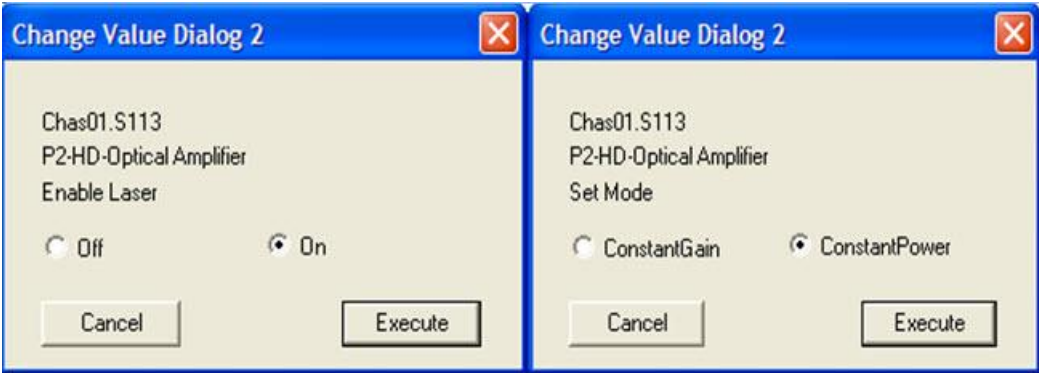 Change Value Dialog 2
Chas01.S113
P2-HD-Optical Amplifier
Enable Laser
Off On
Cancel Execute
Change Value Dialog 2
Chas01.S113
P2-HD-Optical Amplifier
Set Mode
ConstantGain ConstantPower
Cancel Execute